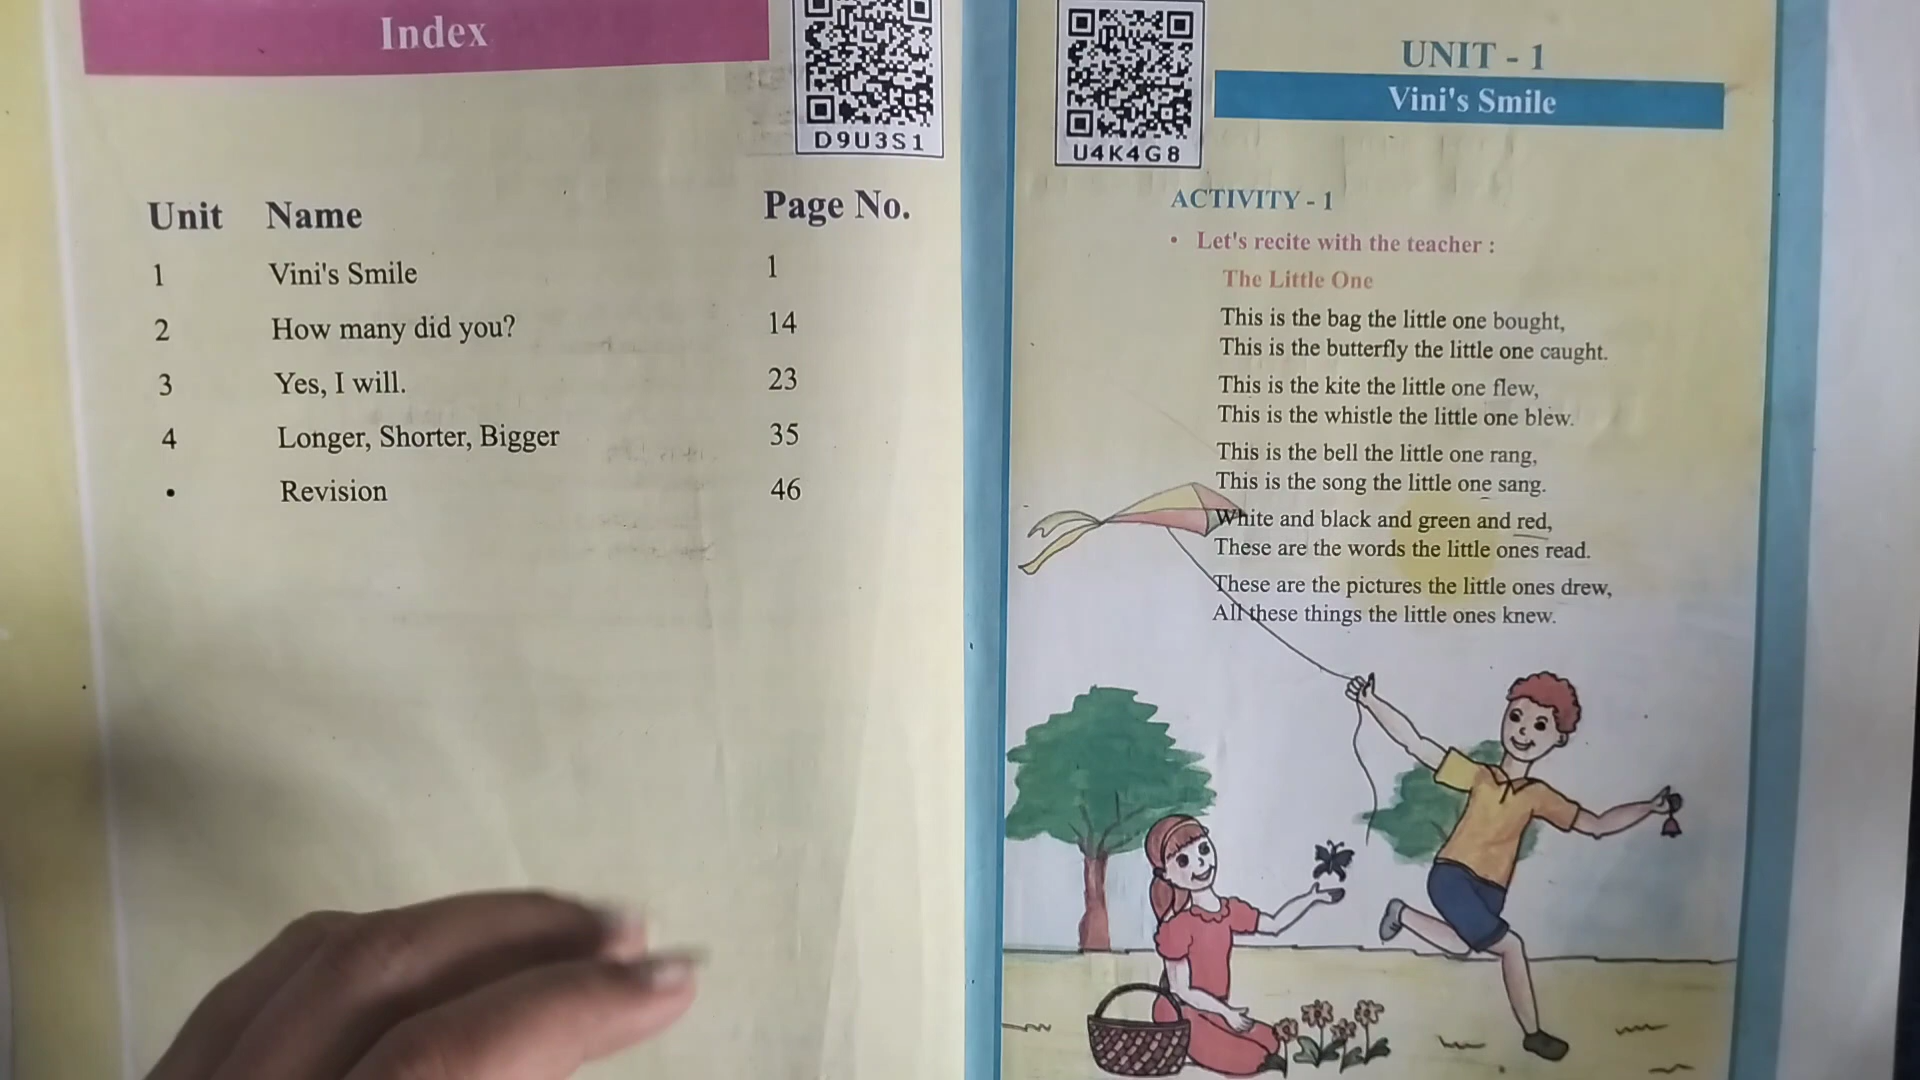 Index
D9U3S1
Unit Name Page No.
1 Vini's Smile 1
2 How many did you? 14
3 Yes, I will. 23
4 Longer, Shorter, Bigger 35
• Revision 46
U4K4G8
UNIT - 1
Vini's Smile
ACTIVITY - 1
• Let's recite with the teacher :
The Little One
This is the bag the little one bought,
This is the butterfly the little one caught.
This is the kite the little one flew,
This is the whistle the little one blew.
This is the bell the little one rang,
This is the song the little one sang.
White and black and green and red,
These are the words the little ones read.
These are the pictures the little ones drew,
All these things the little ones knew.